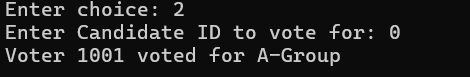 Enter choice: 2
Enter Candidate ID to vote for: 0
Voter 1001 voted for A-Group